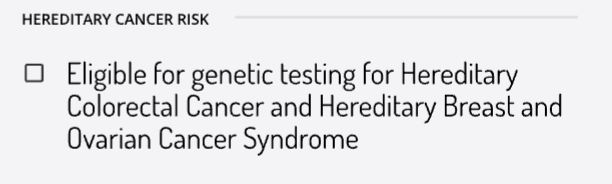 HEREDITARY CANCER RISK
Eligible for genetic testing for Hereditary
Colorectal Cancer and Hereditary Breast and
Ovarian Cancer Syndrome